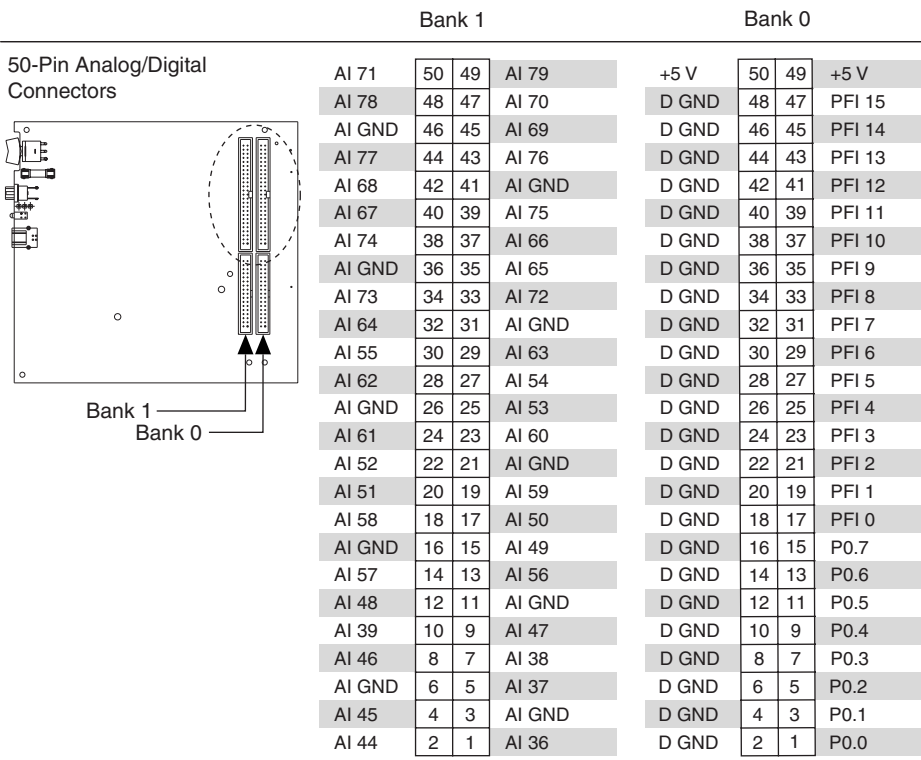 Bank 1 Bank 0
50-Pin Analog/Digital
Connectors
Bank 1
Bank 0
AI 71 50 49 AI 79
AI 78 48 47 AI 70
AI GND 46 45 AI 69
AI 77 44 43 AI 76
AI 68 42 41 AI GND
AI 67 40 39 AI 75
AI 74 38 37 AI 66
AI GND 36 35 AI 65
AI 73 34 33 AI 72
AI 64 32 31 AI GND
AI 55 30 29 AI 63
AI 62 28 27 AI 54
AI GND 26 25 AI 53
AI 61 24 23 AI 60
AI 52 22 21 AI GND
AI 51 20 19 AI 59
AI 58 18 17 AI 50
AI GND 16 15 AI 49
AI 57 14 13 AI 56
AI 48 12 11 AI GND
AI 39 10 9 AI 47
AI 46 8 7 AI 38
AI GND 6 5 AI 37
AI 45 4 3 AI GND
AI 44 2 1 AI 36
+5 V 50 49 +5 V
D GND 48 47 PFI 15
D GND 46 45 PFI 14
D GND 44 43 PFI 13
D GND 42 41 PFI 12
D GND 40 39 PFI 11
D GND 38 37 PFI 10
D GND 36 35 PFI 9
D GND 34 33 PFI 8
D GND 32 31 PFI 7
D GND 30 29 PFI 6
D GND 28 27 PFI 5
D GND 26 25 PFI 4
D GND 24 23 PFI 3
D GND 22 21 PFI 2
D GND 20 19 PFI 1
D GND 18 17 PFI 0
D GND 16 15 P0.7
D GND 14 13 P0.6
D GND 12 11 P0.5
D GND 10 9 P0.4
D GND 8 7 P0.3
D GND 6 5 P0.2
D GND 4 3 P0.1
D GND 2 1 P0.0